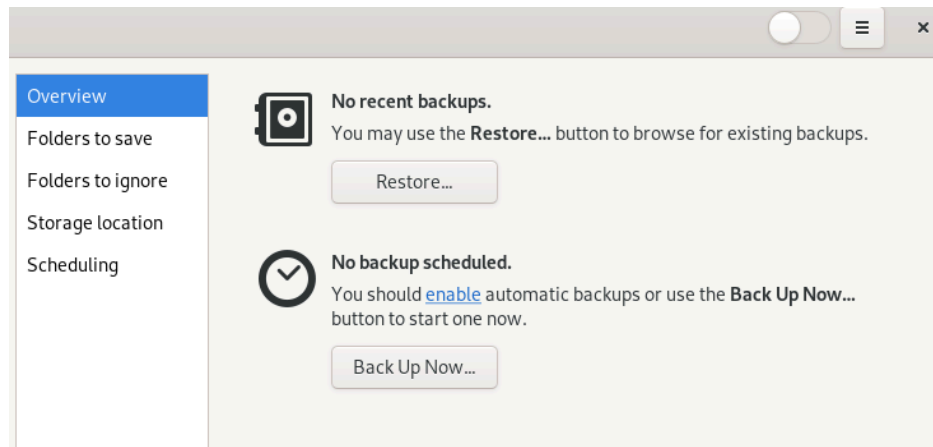 Overview
Folders to save
Folders to ignore
Storage location
Scheduling
No recent backups.
You may use the Restore... button to browse for existing backups.
Restore...
No backup scheduled.
You should enable automatic backups or use the Back Up Now...
button to start one now.
Back Up Now...